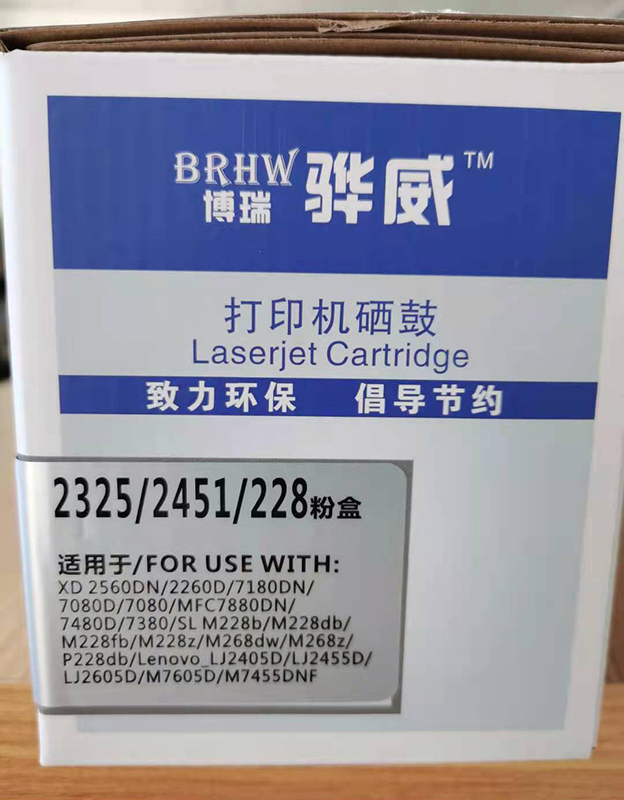 BRHW 骅威™
博瑞
打印机硒鼓
Laserjet Cartridge
致力环保 倡导节约
2325/2451/228粉盒
适用于/FOR USE WITH:
XD 2560DN/2260D/7180DN/
7080D/7080/MFC7880DN/
7480D/7380/SL M228b/M228db/
M228fb/M228z/M268dw/M268z/
P228db/Lenovo_LJ2405D/LJ2455D/
LJ2605D/M7605D/M7455DNF